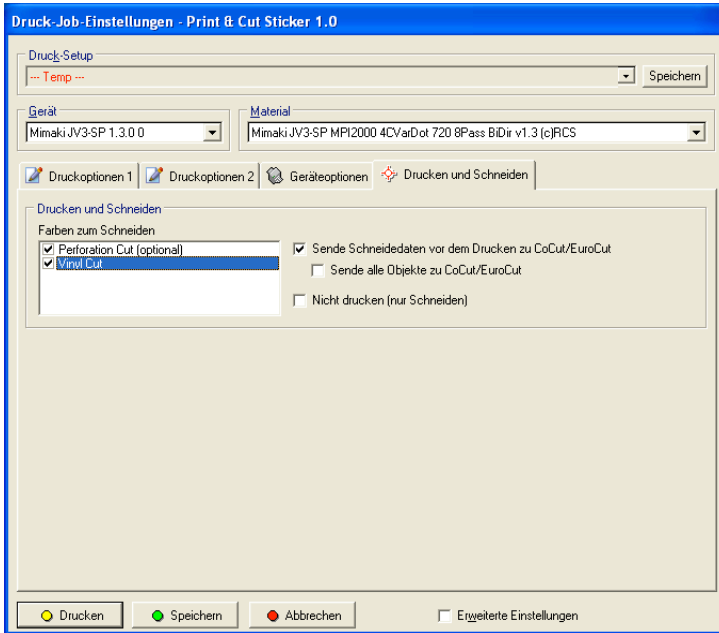 Druck-Job-Einstellungen - Print & Cut Sticker 1.0
Druck-Setup
--- Temp ---
Speichern
Gerät
Material
Mimaki JV3-SP 1.3.0 0
Mimaki JV3-SP MPI2000 4CVarDot 720 8Pass BiDir v1.3 (c)RCS
Druckoptionen 1
Druckoptionen 2
Geräteoptionen
Drucken und Schneiden
Drucken und Schneiden
Farben zum Schneiden
Perforation Cut (optional)
Vinyl Cut
Sende Schneidedaten vor dem Drucken zu CoCut/EuroCut
Sende alle Objekte zu CoCut/EuroCut
Nicht drucken (nur Schneiden)
Drucken
Speichern
Abbrechen
Erweiterte Einstellungen